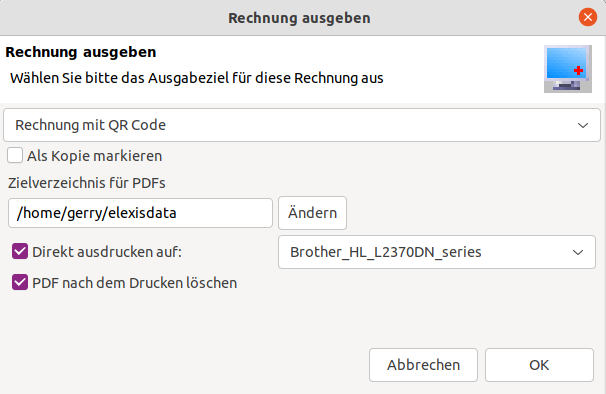 Rechnung ausgeben
Rechnung ausgeben
Wählen Sie bitte das Ausgabeziel für diese Rechnung aus
Rechnung mit QR Code
Als Kopie markieren
Zielverzeichnis für PDFs
/home/gerry/elexisdata Ändern
Direkt ausdrucken auf: Brother_HL_L2370DN_series
PDF nach dem Drucken löschen
Abbrechen OK